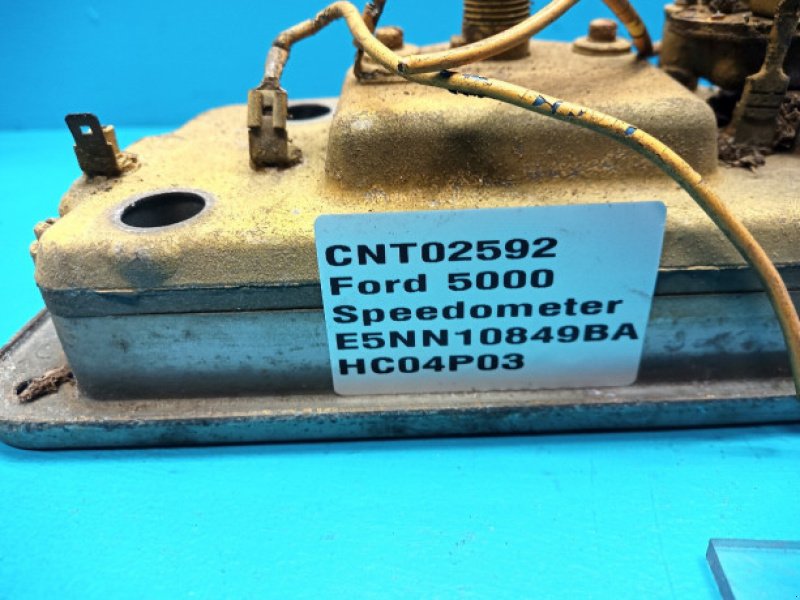 CNT02592
Ford 5000
Speedometer
E5NN10849BA
HC04P03